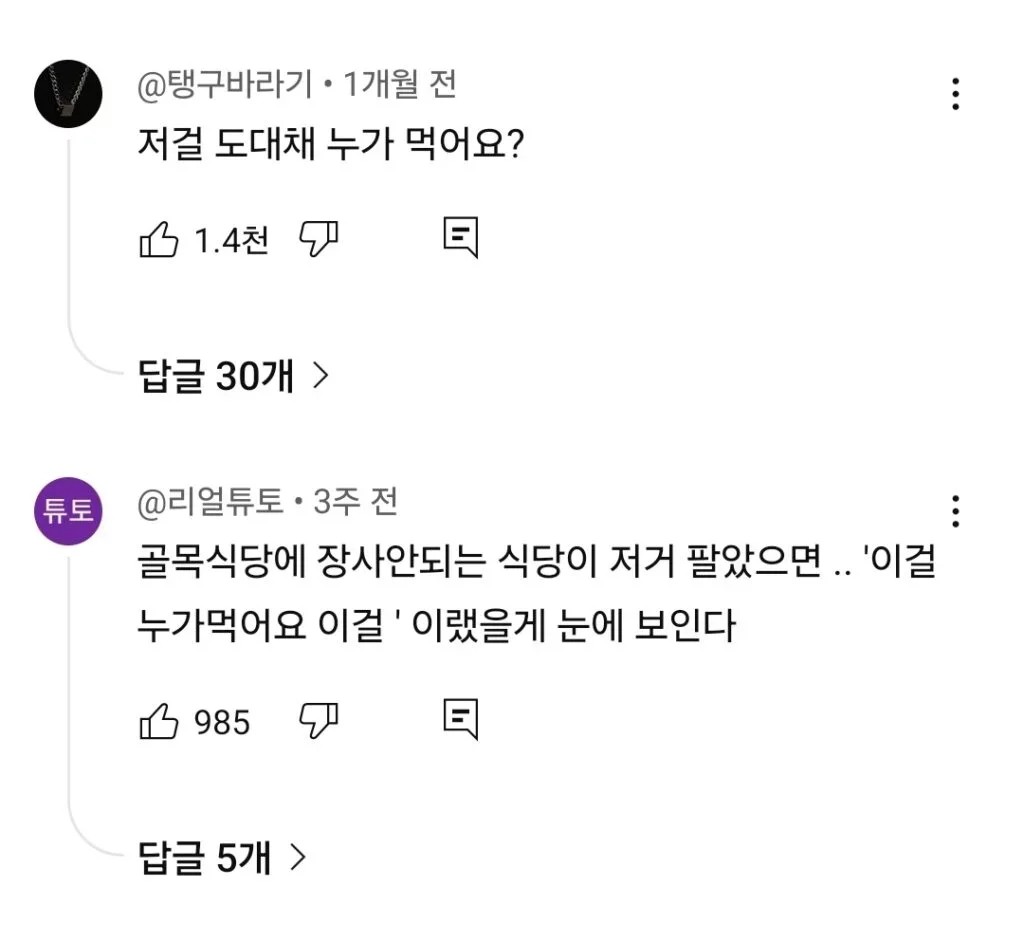 @탱구바라기 • 1개월 전
저걸 도대채 누가 먹어요?
1.4천
답글 30개
튜토
@리얼튜토 • 3주 전
골목식당에 장사안되는 식당이 저거 팔았으면 .. '이걸
누가먹어요 이걸 ' 이랬을게 눈에 보인다
985
답글 5개